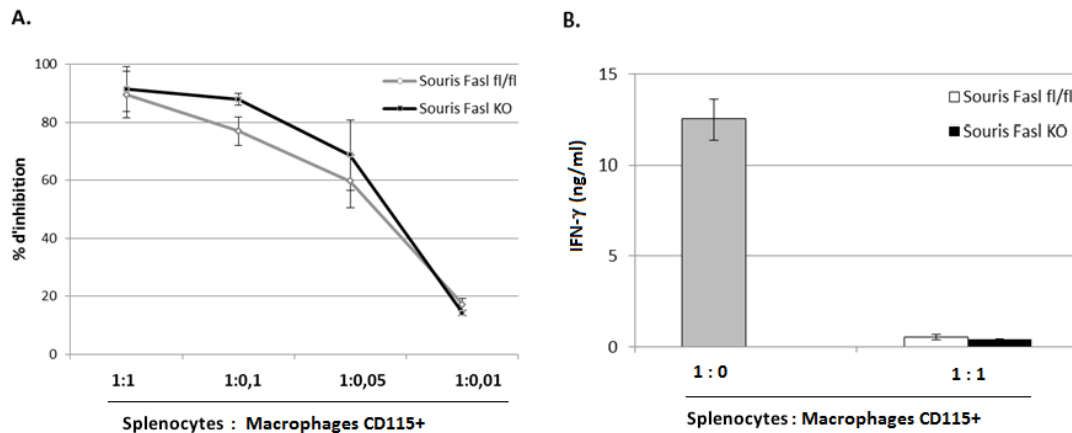 A.
% d'inhibition
100
80
60
40
20
0
Souris Fasl fl/fl
Souris Fasl KO
1:1
1:0,1
1:0,05
1:0,01
Splenocytes : Macrophages CD115+
B.
IFN-γ (ng/ml)
15
10
5
0
Souris Fasl fl/fl
Souris Fasl KO
1 : 0
1 : 1
Splenocytes : Macrophages CD115+